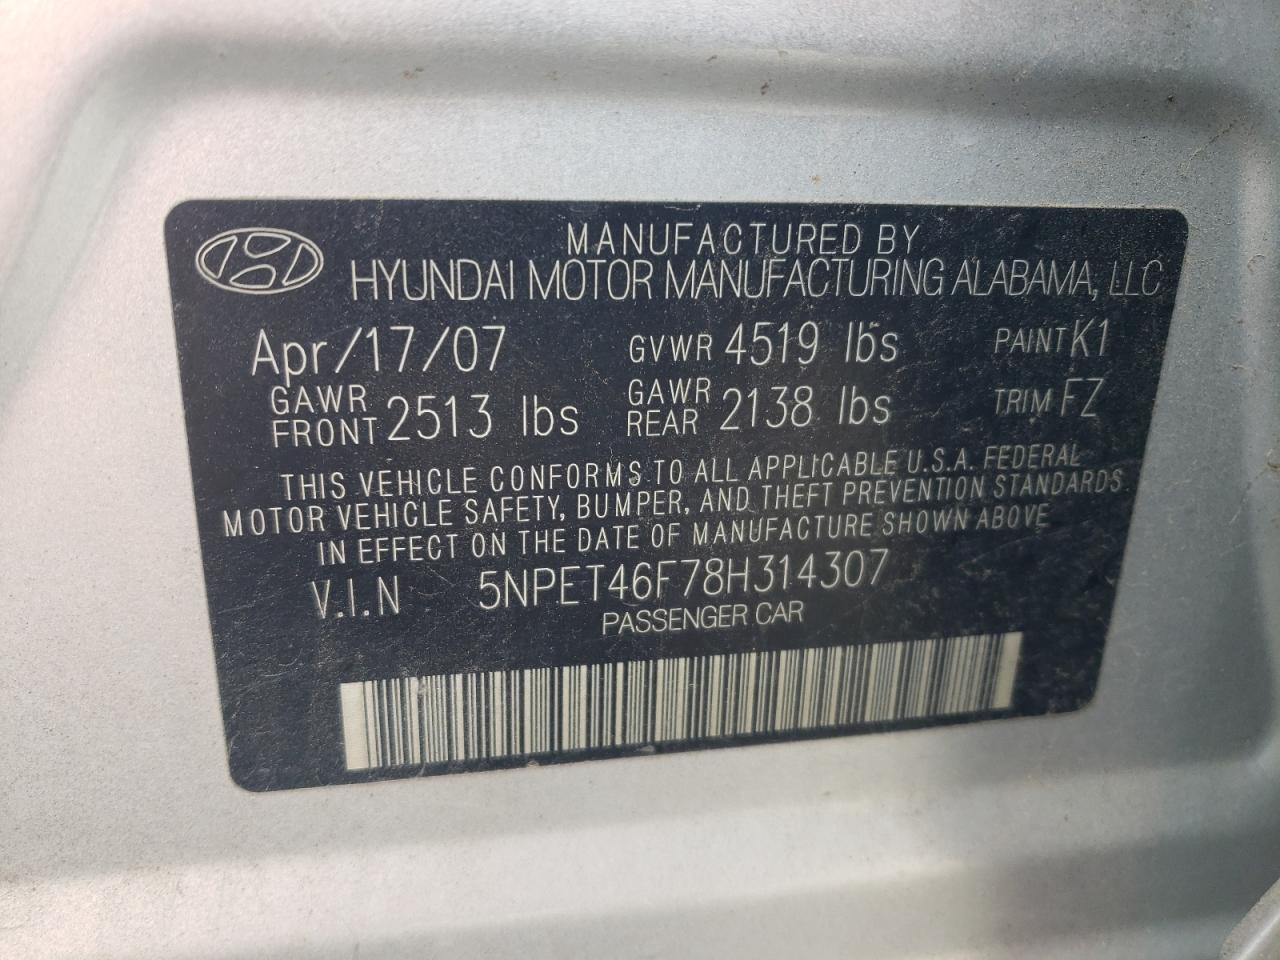 MANUFACTURED BY
HYUNDAI MOTOR MANUFACTURING ALABAMA, LLC
Apr/17/07 GVWR 4519 lbs PAINT K1
GAWR FRONT 2513 lbs GAWR REAR 2138 lbs TRIM FZ
THIS VEHICLE CONFORMS TO ALL APPLICABLE U.S.A. FEDERAL
MOTOR VEHICLE SAFETY, BUMPER, AND THEFT PREVENTION STANDARDS
IN EFFECT ON THE DATE OF MANUFACTURE SHOWN ABOVE
V.I.N 5NPET46F78H314307
PASSENGER CAR